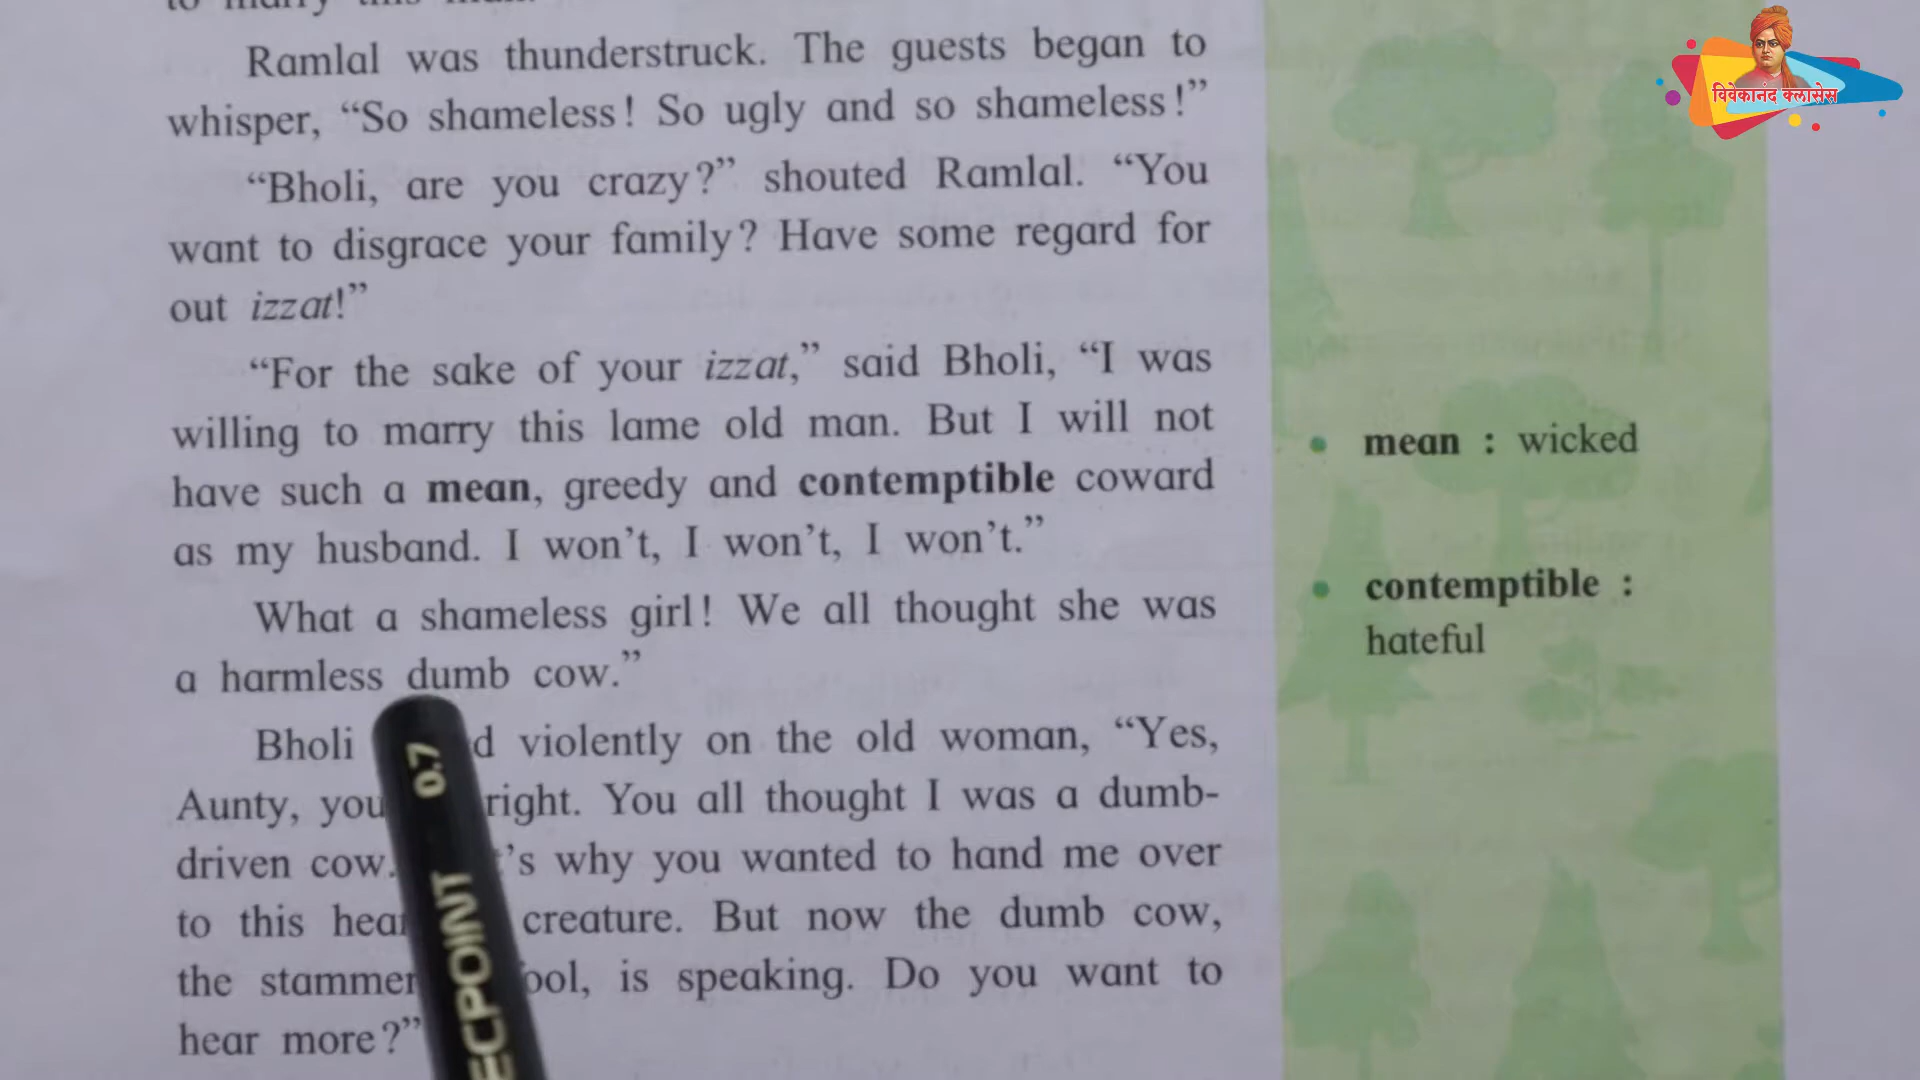 Ramlal was thunderstruck. The guests began to
whisper, “So shameless! So ugly and so shameless!”
“Bholi, are you crazy?” shouted Ramlal. “You
want to disgrace your family? Have some regard for
out izzat!”
“For the sake of your izzat,” said Bholi, “I was
willing to marry this lame old man. But I will not
have such a mean, greedy and contemptible coward
as my husband. I won’t, I won’t, I won’t.”
What a shameless girl! We all thought she was
a harmless dumb cow.”
Bholi violently on the old woman, “Yes,
Aunty, you right. You all thought I was a dumb-
driven cow. ’s why you wanted to hand me over
to this creature. But now the dumb cow,
the is speaking. Do you want to
hear more?”
mean : wicked
contemptible :
hateful
विवेकानंद क्लासेस
0.7